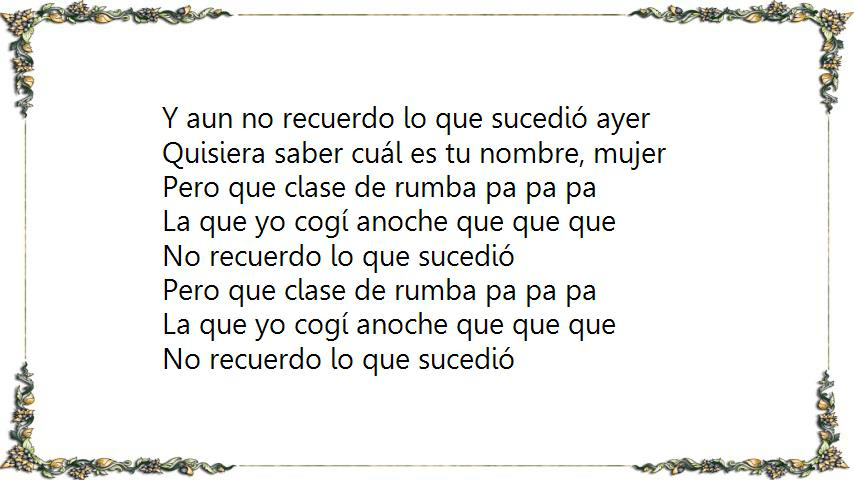 Y aun no recuerdo lo que sucedió ayer
Quisiera saber cuál es tu nombre, mujer
Pero que clase de rumba pa pa pa
La que yo cogí anoche que que que
No recuerdo lo que sucedió
Pero que clase de rumba pa pa pa
La que yo cogí anoche que que que
No recuerdo lo que sucedió